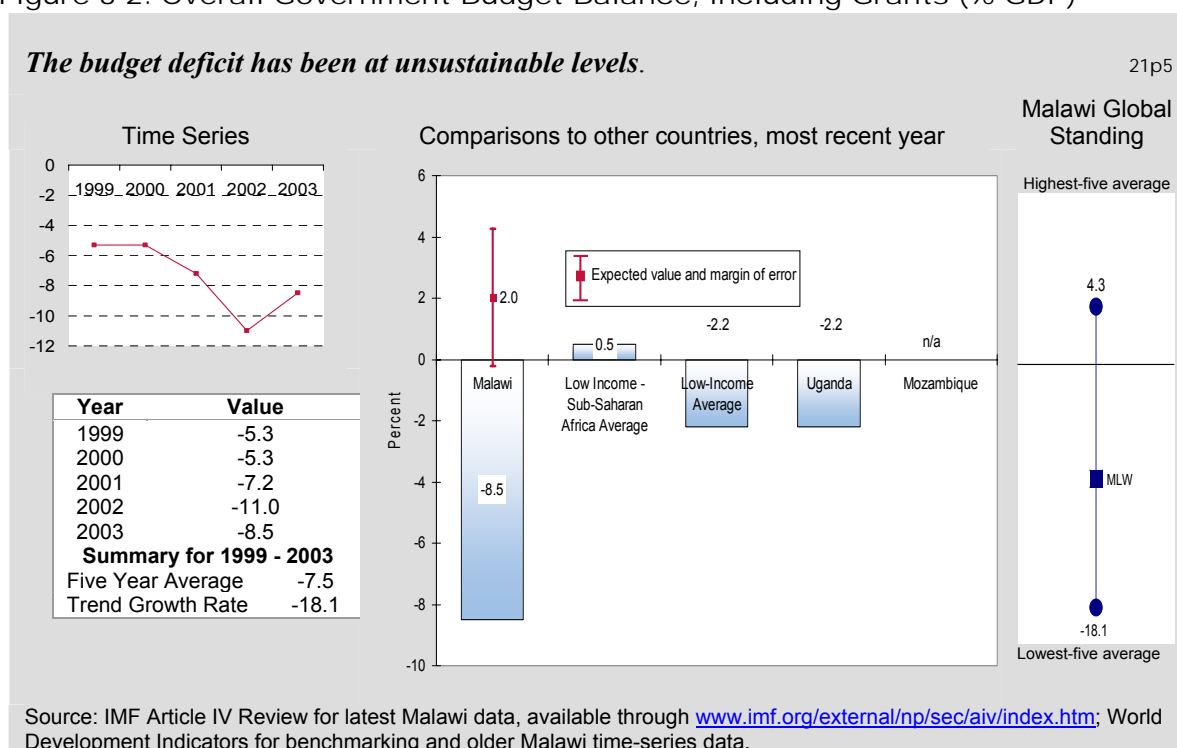 Figure 3-2. Overall Government Budget Balance, Including Grants (% GDP)
The budget deficit has been at unsustainable levels.
21p5
Time Series
0
-2
-4
-6
-8
-10
-12
1999 2000 2001 2002 2003
Year Value
1999 -5.3
2000 -5.3
2001 -7.2
2002 -11.0
2003 -8.5
Summary for 1999 - 2003
Five Year Average -7.5
Trend Growth Rate -18.1
Comparisons to other countries, most recent year
6
4
2
0
-2
-4
-6
-8
-10
Percent
Expected value and margin of error
2.0
0.5
-2.2
-2.2
n/a
Malawi
Low Income -
Sub-Saharan
Africa Average
Low-Income
Average
Uganda
Mozambique
-8.5
Malawi Global
Standing
Highest-five average
4.3
MLW
-18.1
Lowest-five average
Source: IMF Article IV Review for latest Malawi data, available through www.imf.org/external/np/sec/aiv/index.htm; World
Development Indicators for benchmarking and older Malawi time-series data.